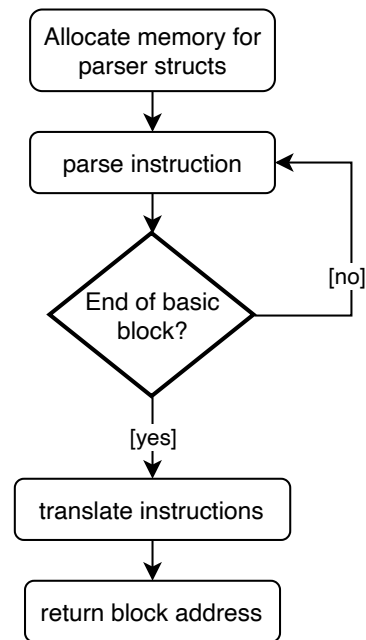 Allocate memory for
parser structs
parse instruction
End of basic
block?
[no]
[yes]
translate instructions
return block address